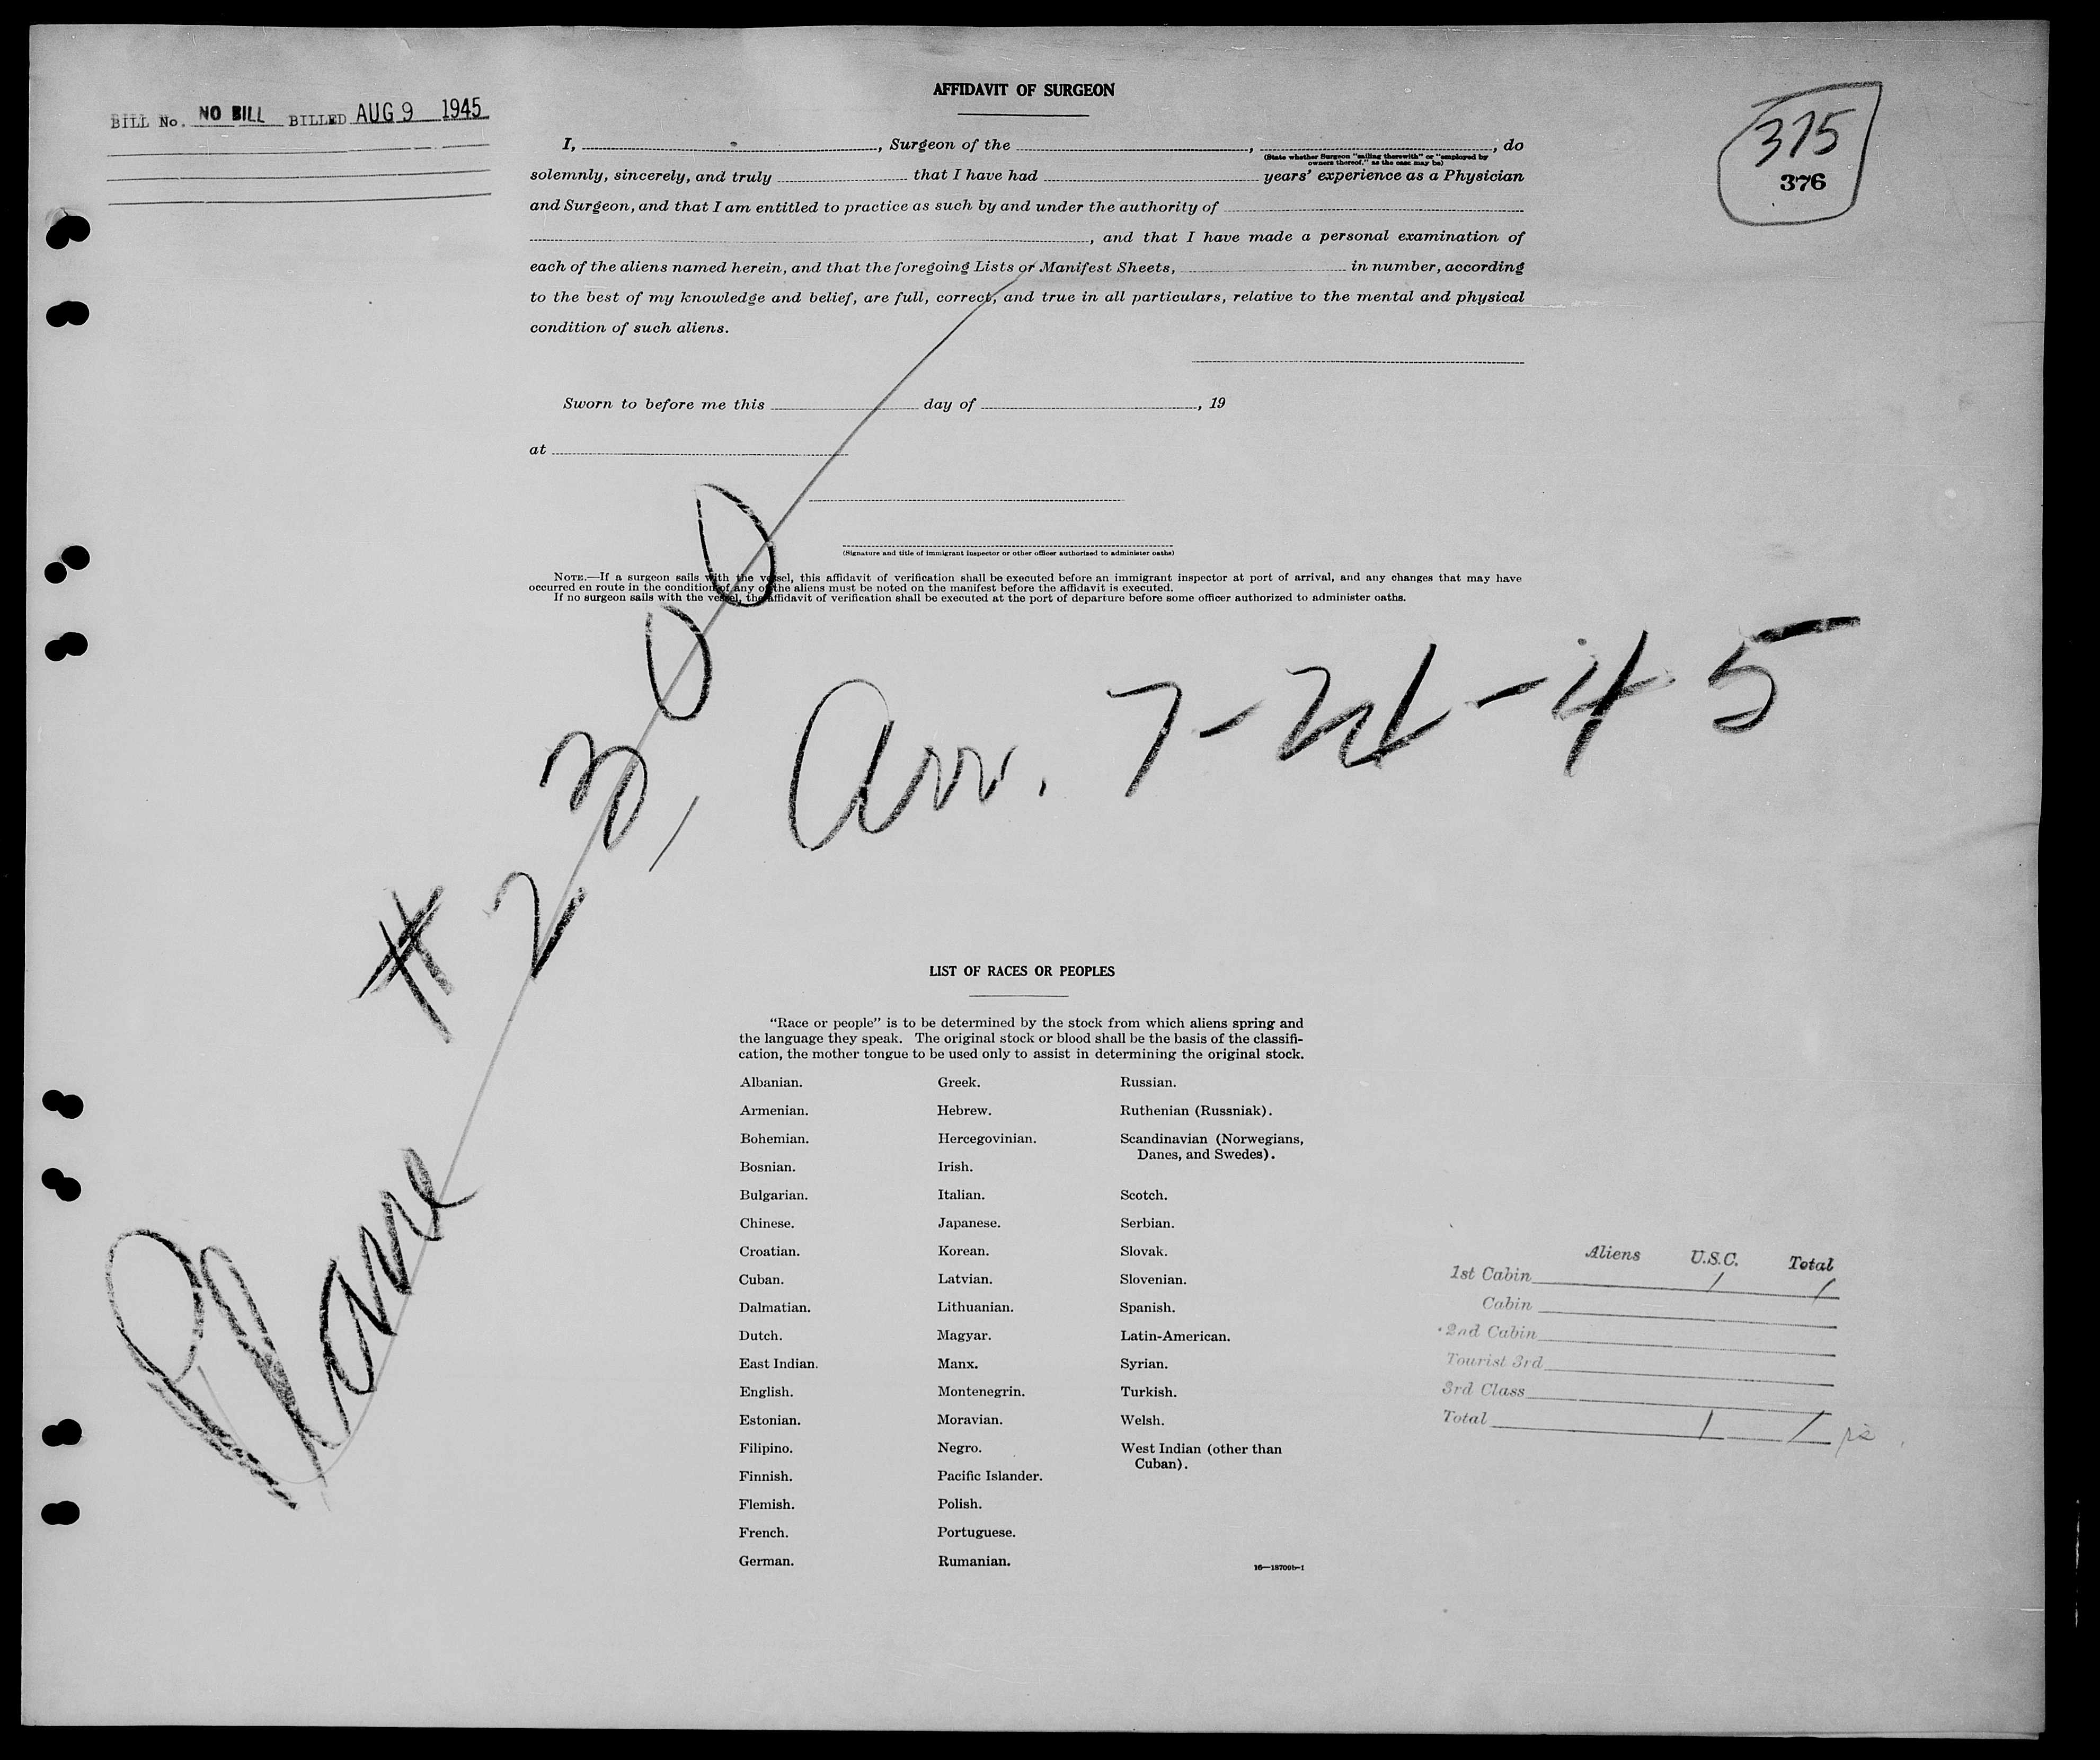 BILL No. NO BILL BILLED AUG 9 1945
375
376
AFFIDAVIT OF SURGEON
I, , Surgeon of the , , do
(State whether Surgeon "sailing therewith" or "employed by
owners thereof," as the case may be)
solemnly, sincerely, and truly that I have had years' experience as a Physician
and Surgeon, and that I am entitled to practice as such by and under the authority of
, and that I have made a personal examination of
each of the aliens named herein, and that the foregoing Lists or Manifest Sheets, in number, according
to the best of my knowledge and belief, are full, correct, and true in all particulars, relative to the mental and physical
condition of such aliens.
Sworn to before me this day of , 19
at
(Signature and title of immigrant inspector or other officer authorized to administer oaths)
NOTE.—If a surgeon sails with the vessel, this affidavit of verification shall be executed before an immigrant inspector at port of arrival, and any changes that may have
occurred en route in the condition of any of the aliens must be noted on the manifest before the affidavit is executed.
If no surgeon sails with the vessel, the affidavit of verification shall be executed at the port of departure before some officer authorized to administer oaths.
Plane # 23,00
Arr. 7-24-45
LIST OF RACES OR PEOPLES
"Race or people" is to be determined by the stock from which aliens spring and
the language they speak. The original stock or blood shall be the basis of the classifi-
cation, the mother tongue to be used only to assist in determining the original stock.
Albanian. Greek. Russian.
Armenian. Hebrew. Ruthenian (Russniak).
Bohemian. Hercegovinian. Scandinavian (Norwegians,
Danes, and Swedes).
Bosnian. Irish.
Bulgarian. Italian. Scotch.
Chinese. Japanese. Serbian.
Croatian. Korean. Slovak.
Cuban. Latvian. Slovenian.
Dalmatian. Lithuanian. Spanish.
Dutch. Magyar. Latin-American.
East Indian. Manx. Syrian.
English. Montenegrin. Turkish.
Estonian. Moravian. Welsh.
Filipino. Negro. West Indian (other than
Cuban).
Finnish. Pacific Islander.
Flemish. Polish.
French. Portuguese.
German. Rumanian.
16—18709b-1
Aliens U.S.C. Total
1st Cabin 1 1
Cabin
2nd Cabin
Tourist 3rd
3rd Class
Total 1 1